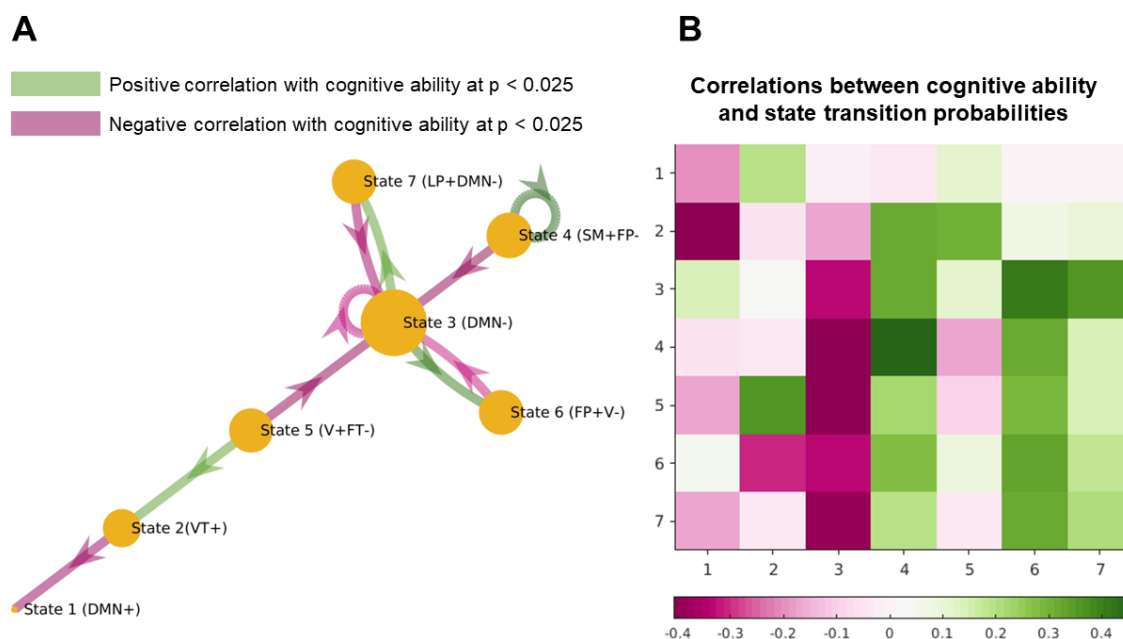 A
Positive correlation with cognitive ability at p < 0.025
Negative correlation with cognitive ability at p < 0.025
State 7 (LP+DMN-)
State 4 (SM+FP-
State 3 (DMN-)
State 6 (FP+V-)
State 5 (V+FT-)
State 2(VT+)
State 1 (DMN+)
B
Correlations between cognitive ability
and state transition probabilities
1
2
3
4
5
6
7
1 2 3 4 5 6 7
-0.4 -0.3 -0.2 -0.1 0 0.1 0.2 0.3 0.4